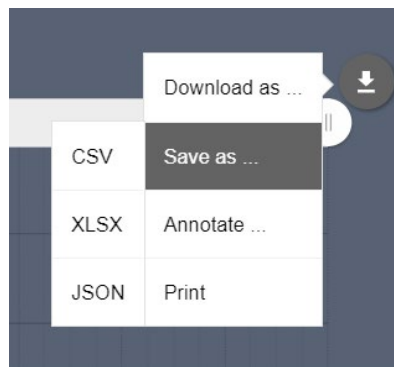 Download as ...
CSV Save as ...
XLSX Annotate ...
JSON Print